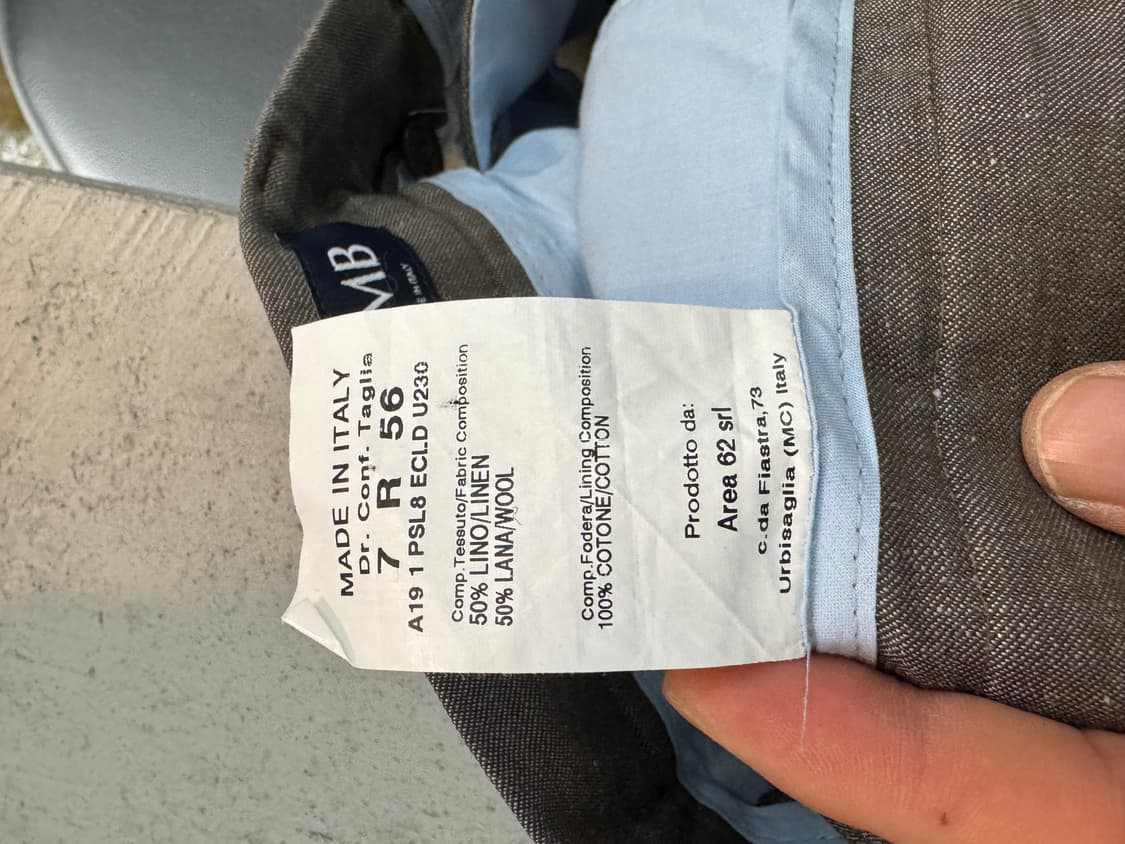 MB
E IN ITALY
MADE IN ITALY
Dr. Conf. Taglia
7 R 56
A19 1 PSL8 ECLD U230
Comp.Tessuto/Fabric Composition
50% LINO/LINEN
50% LANA/WOOL
Comp.Fodera/Lining Composition
100% COTONE/COTTON
Prodotto da:
Area 62 srl
c.da Fiastra,73
Urbisaglia (MC) Italy